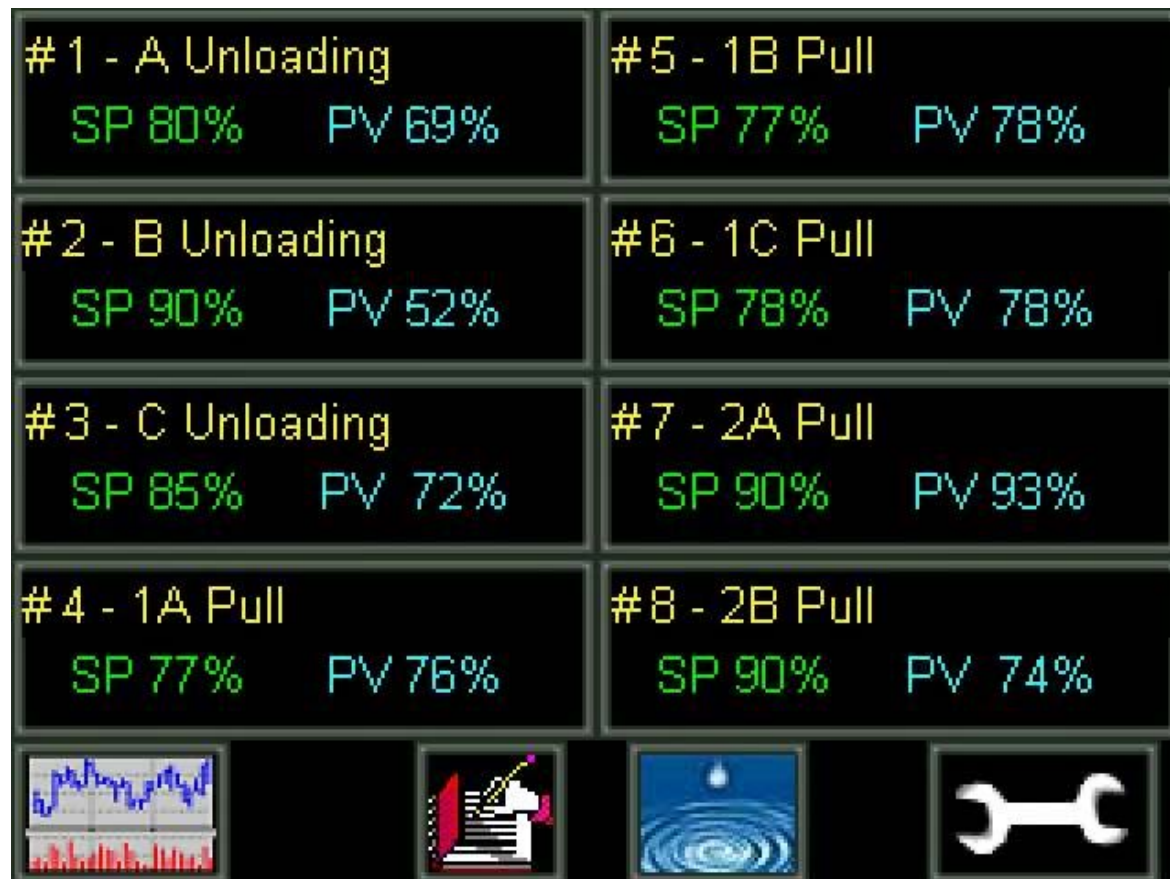 #1 - A Unloading
SP 80% PV 69%
#2 - B Unloading
SP 90% PV 52%
#3 - C Unloading
SP 85% PV 72%
#4 - 1A Pull
SP 77% PV 76%
#5 - 1B Pull
SP 77% PV 78%
#6 - 1C Pull
SP 78% PV 78%
#7 - 2A Pull
SP 90% PV 93%
#8 - 2B Pull
SP 90% PV 74%